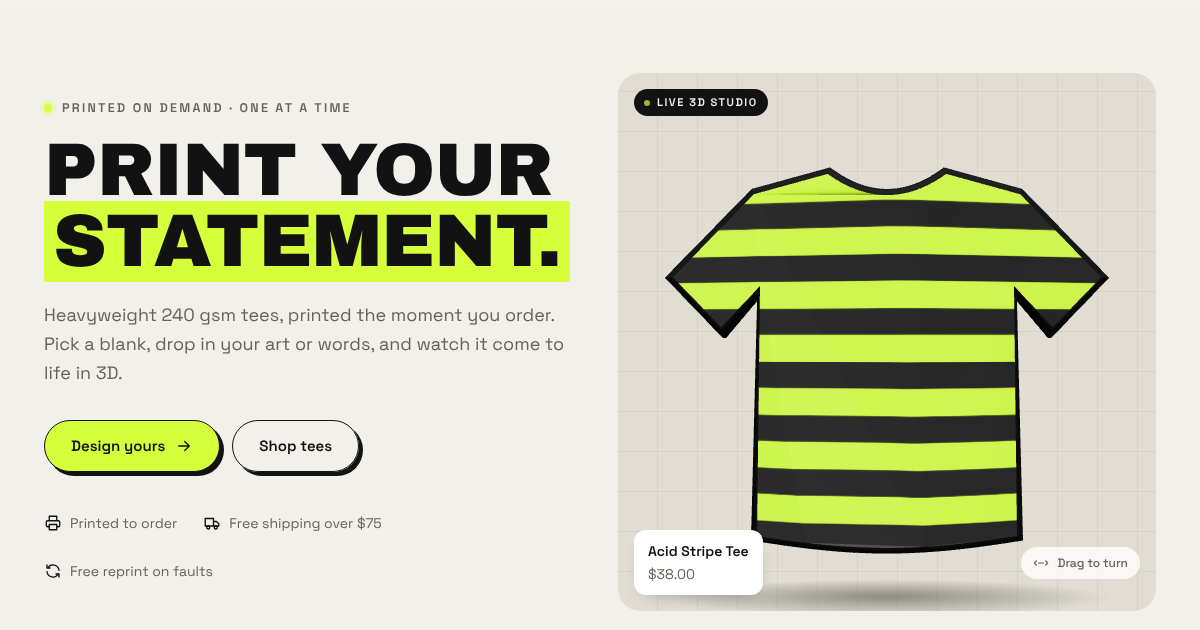 PRINTED ON DEMAND · ONE AT A TIME
PRINT YOUR
STATEMENT.
Heavyweight 240 gsm tees, printed the moment you order.
Pick a blank, drop in your art or words, and watch it come to
life in 3D.
Design yours →
Shop tees
Printed to order
Free shipping over $75
Free reprint on faults
LIVE 3D STUDIO
Acid Stripe Tee
$38.00
Drag to turn